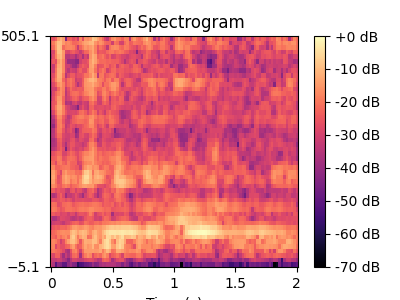 Mel Spectrogram
505.1
-5.1
0
0.5
1
1.5
2
+0 dB
-10 dB
-20 dB
-30 dB
-40 dB
-50 dB
-60 dB
-70 dB